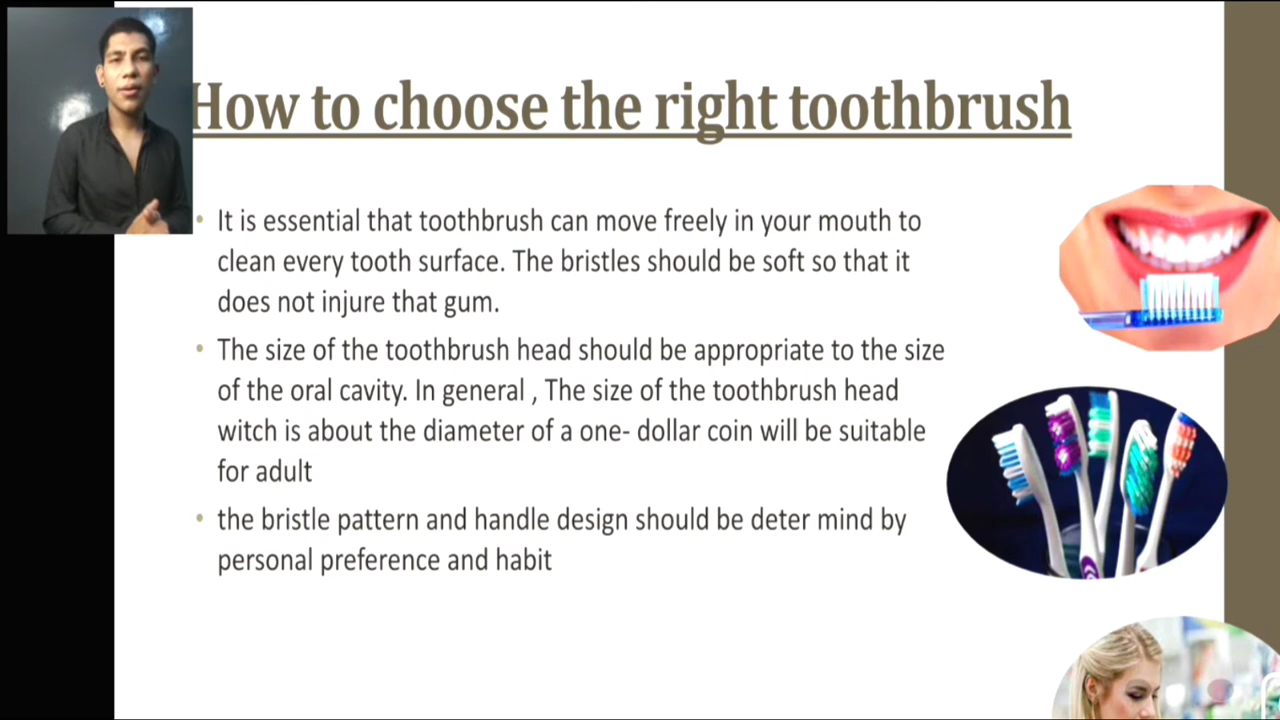 How to choose the right toothbrush
• It is essential that toothbrush can move freely in your mouth to
clean every tooth surface. The bristles should be soft so that it
does not injure that gum.
• The size of the toothbrush head should be appropriate to the size
of the oral cavity. In general , The size of the toothbrush head
witch is about the diameter of a one- dollar coin will be suitable
for adult
• the bristle pattern and handle design should be deter mind by
personal preference and habit